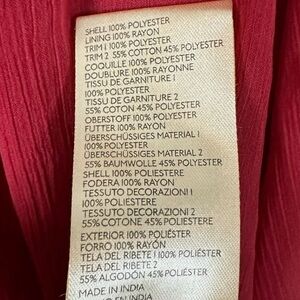 SHELL 100% POLYESTER
LINING 100% RAYON
TRIM 1 100% POLYESTER
TRIM 2 55% COTTON 45% POLYESTER
COQUILLE 100% POLYESTER
DOUBLURE 100% RAYONNE
TISSU DE GARNITURE 1
100% POLYESTER
TISSU DE GARNITURE 2
55% COTON 45% POLYESTER
OBERSTOFF 100% POLYESTER
FUTTER 100% RAYON
ÜBERSCHÜSSIGES MATERIAL 1
100% POLYESTER
ÜBERSCHÜSSIGES MATERIAL 2
55% BAUMWOLLE 45% POLYESTER
SHELL 100% POLIESTERE
FODERA 100% RAYON
TESSUTO DECORAZIONI 1
100% POLIESTERE
TESSUTO DECORAZIONI 2
55% COTONE 45% POLIESTERE
EXTERIOR 100% POLIÉSTER
FORRO 100% RAYÓN
TELA DEL RIBETE 1 100% POLIÉSTER
TELA DEL RIBETE 2
55% ALGODÓN 45% POLIÉSTER
MADE IN INDIA
EN INDIA